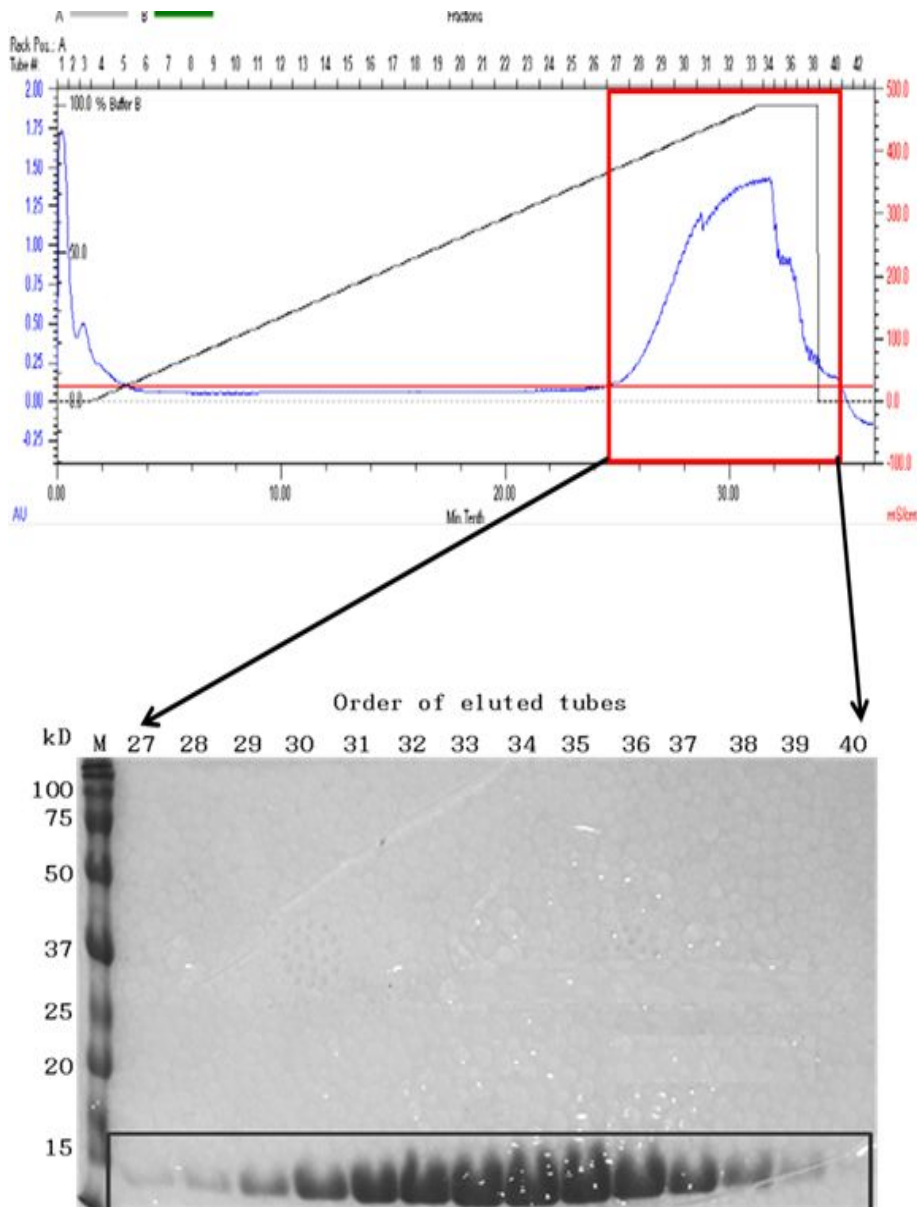 A B Fractions
Rack Pos.: A
Tube #: 1 2 3 4 5 6 7 8 9 10 11 12 13 14 15 16 17 18 19 20 21 22 23 24 25 26 27 28 29 30 31 32 33 34 36 38 40 42
2.00 100.0 % Buffer B 500.0
1.75
1.50 400.0
1.25 300.0
1.00 50.0
0.75 200.0
0.50 100.0
0.25
0.00 0.0 0.0
-0.25
-100.0
0.00 10.00 20.00 30.00
AU Min.Tenth mS/cm
Order of eluted tubes
kD M 27 28 29 30 31 32 33 34 35 36 37 38 39 40
100
75
50
37
25
20
15